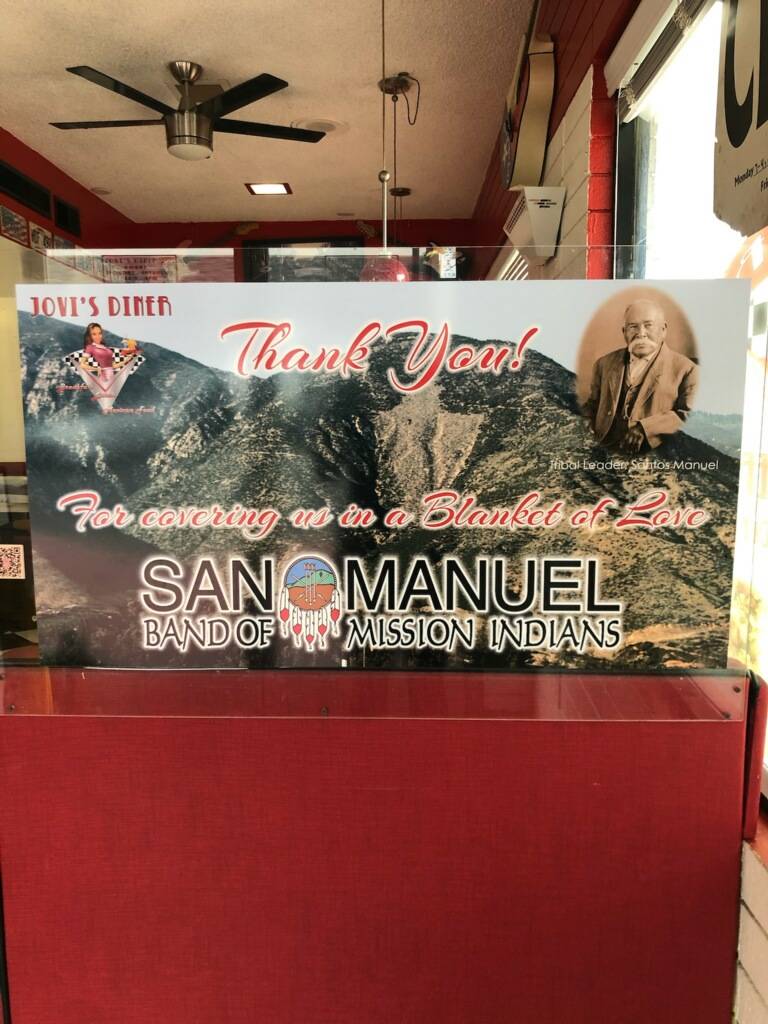 JOVI'S DINER
Thank You!
Tribal Leader, Santos Manuel
For covering us in a Blanket of Love
SAN MANUEL
BAND OF MISSION INDIANS